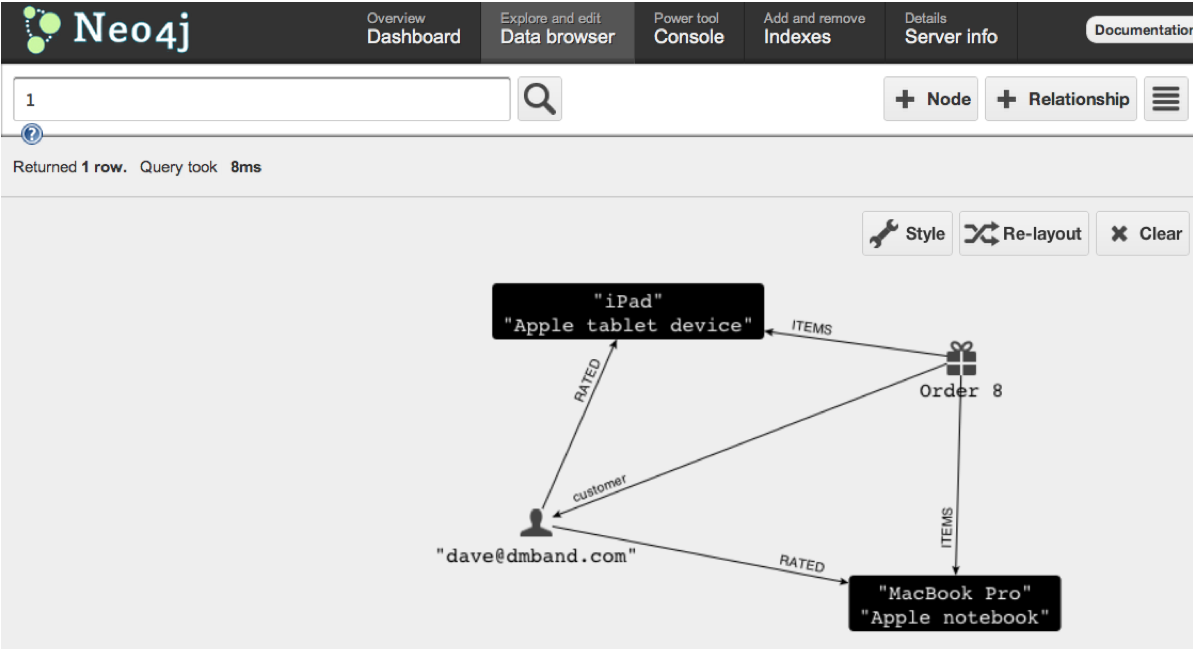 Neo4j
Overview
Dashboard
Explore and edit
Data browser
Power tool
Console
Add and remove
Indexes
Details
Server info
Documentation
1
+ Node
+ Relationship
?
Returned 1 row. Query took 8ms
Style
Re-layout
Clear
"iPad"
"Apple tablet device"
ITEMS
RATED
Order 8
customer
ITEMS
"dave@dmband.com"
RATED
"MacBook Pro"
"Apple notebook"